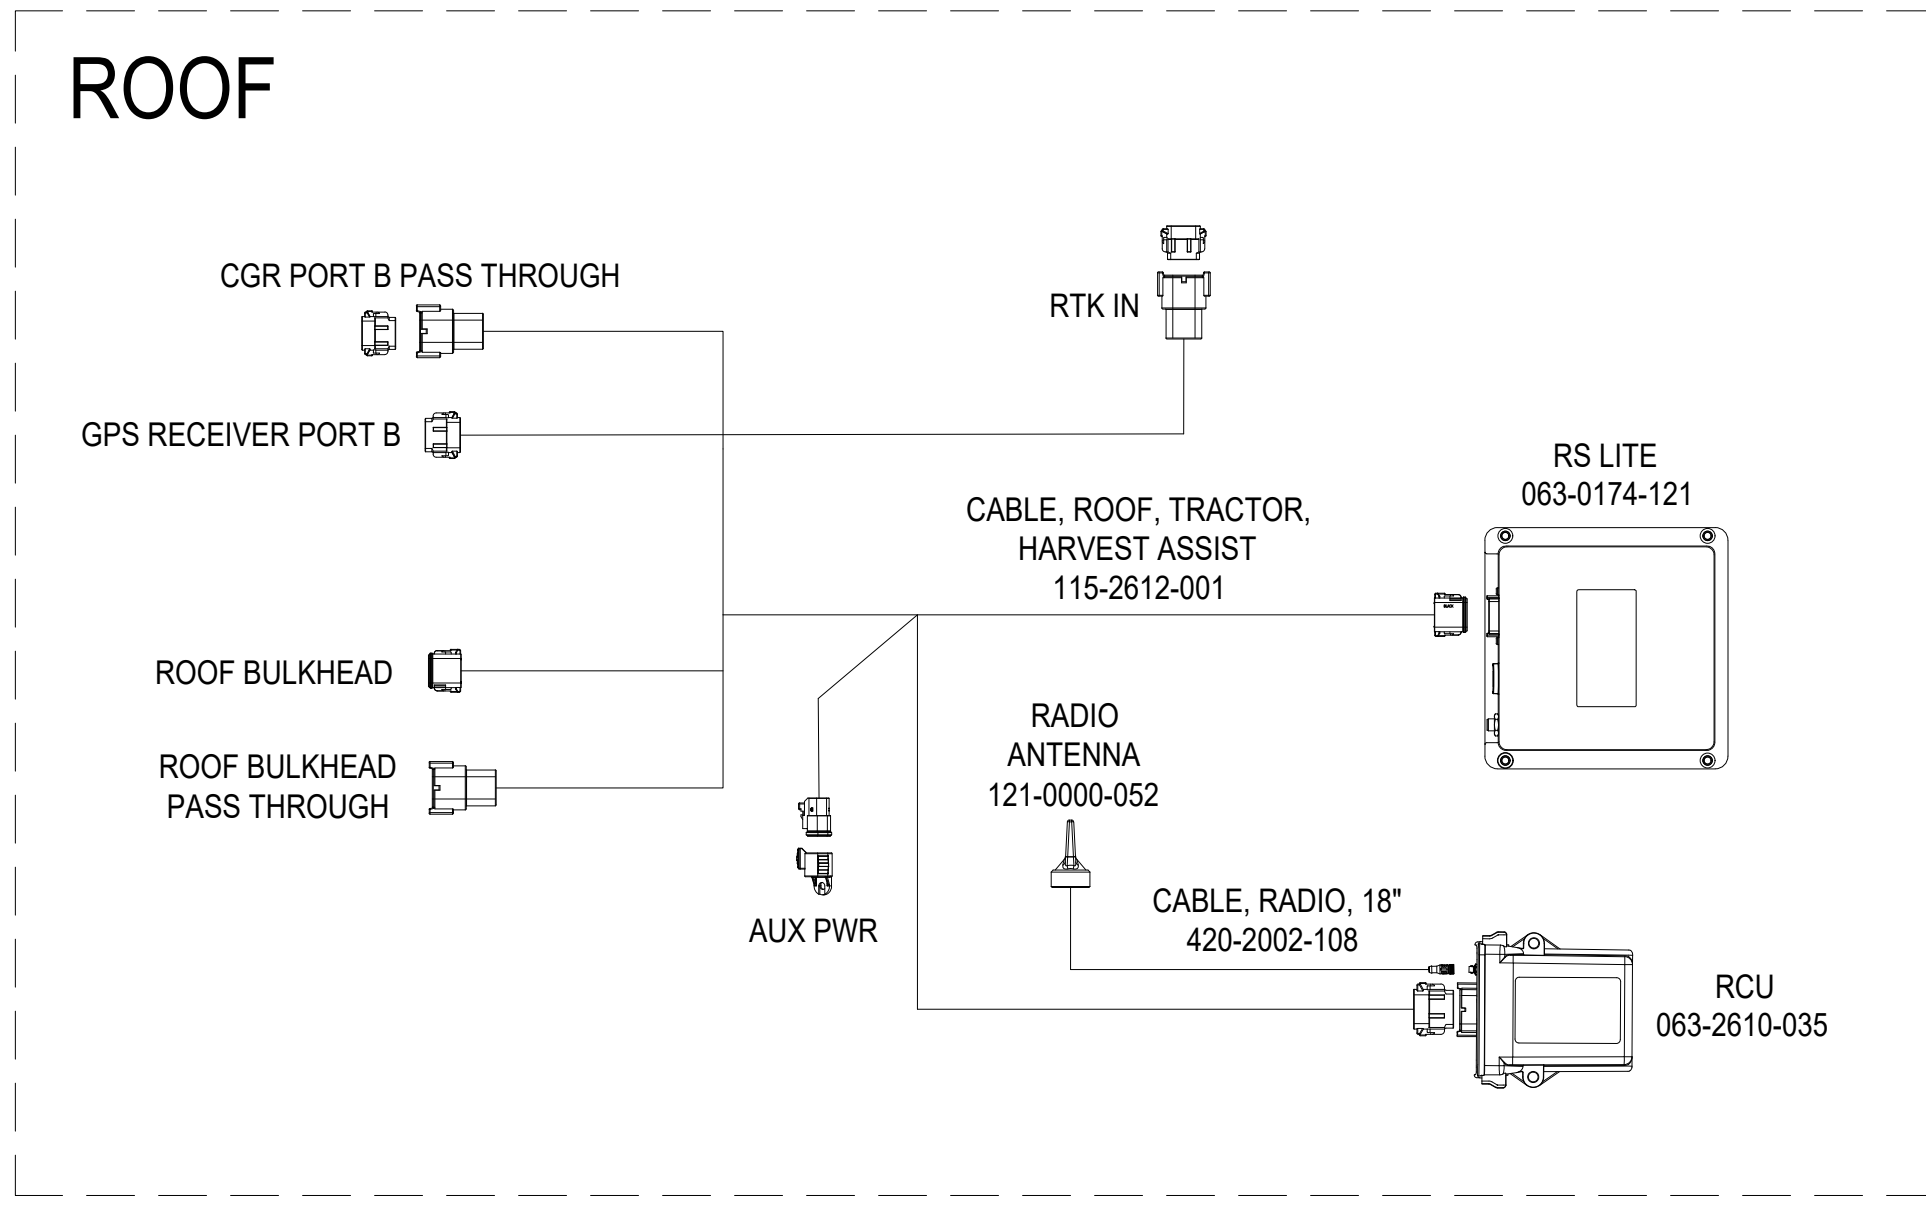 ROOF
CGR PORT B PASS THROUGH
RTK IN
GPS RECEIVER PORT B
RS LITE
063-0174-121
CABLE, ROOF, TRACTOR,
HARVEST ASSIST
115-2612-001
BLACK
ROOF BULKHEAD
RADIO
ANTENNA
121-0000-052
ROOF BULKHEAD
PASS THROUGH
AUX PWR
CABLE, RADIO, 18"
420-2002-108
RCU
063-2610-035